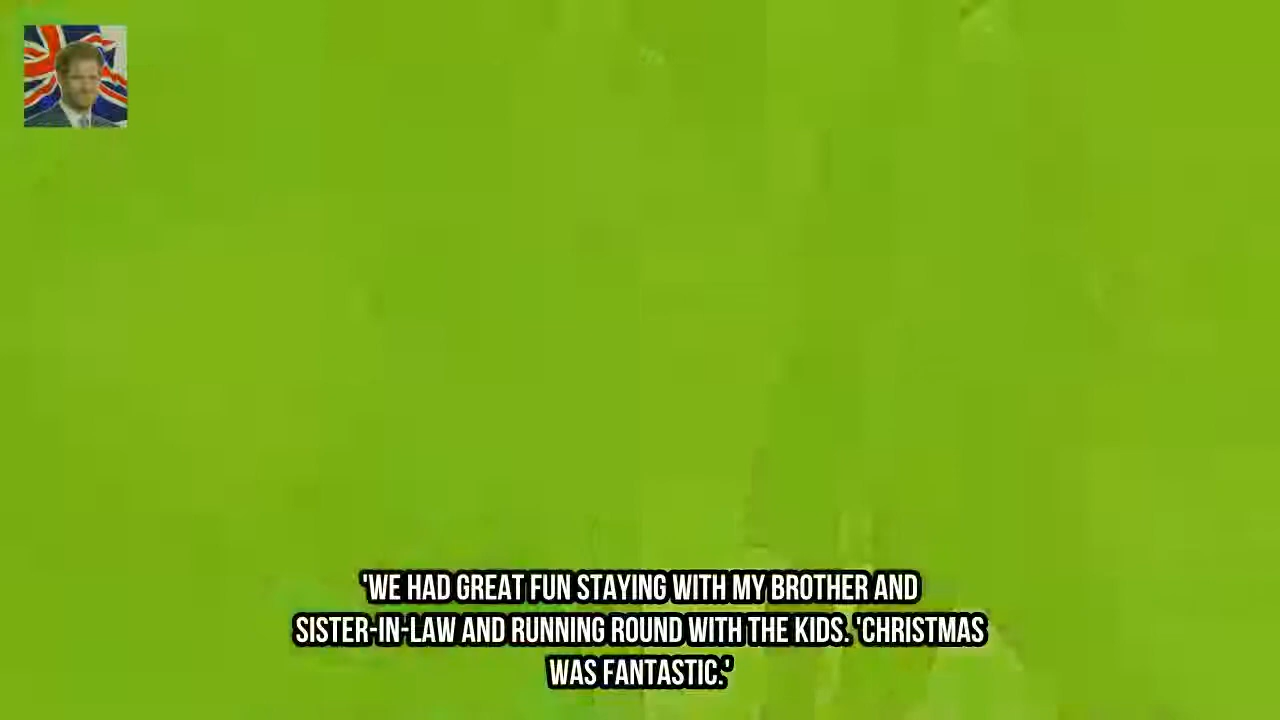 'WE HAD GREAT FUN STAYING WITH MY BROTHER AND
SISTER-IN-LAW AND RUNNING ROUND WITH THE KIDS. 'CHRISTMAS
WAS FANTASTIC.'